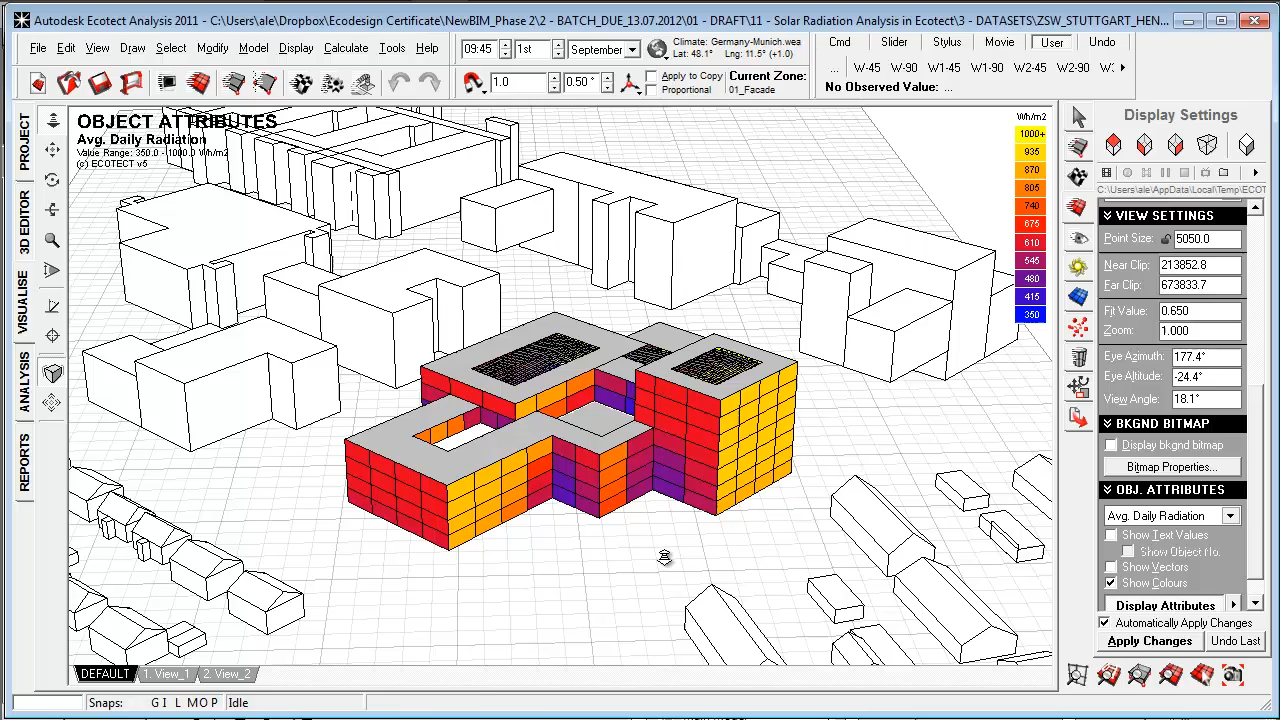 Autodesk Ecotect Analysis 2011 - C:\Users\ale\Dropbox\Ecodesign Certificate\NewBIM_Phase 2\2 - BATCH_DUE_13.07.2012\01 - DRAFT\11 - Solar Radiation Analysis in Ecotect\3 - DATASETS\ZSW_STUTTGART_HEN...
File Edit View Draw Select Modify Model Display Calculate Tools Help
09:45 1st September
Climate: Germany-Munich.wea
Lat: 48.1° Lng: 11.5° (+1.0)
Cmd Slider Stylus Movie User Undo
... W-45 W-90 W1-45 W1-90 W2-45 W2-90 W:
1.0 0.50 °
Apply to Copy
Proportional
Current Zone:
01_Facade
No Observed Value: ...
PROJECT
3D EDITOR
VISUALISE
ANALYSIS
REPORTS
OBJECT ATTRIBUTES
Avg. Daily Radiation
Value Range: 350.0 - 1000.0 Wh/m2
(c) ECOTECT v5
Wh/m2
1000+
935
870
805
740
675
610
545
480
415
350
Display Settings
C:\Users\ale\AppData\Local\Temp\ECOT
VIEW SETTINGS
Point Size: 5050.0
Near Clip: 213852.8
Far Clip: 673833.7
Fit Value: 0.650
Zoom: 1.000
Eye Azimuth: 177.4°
Eye Altitude: -24.4°
View Angle: 18.1°
BKGND BITMAP
Display bkgnd bitmap
Bitmap Properties...
OBJ. ATTRIBUTES
Avg. Daily Radiation
Show Text Values
Show Object No.
Show Vectors
Show Colours
Display Attributes
Automatically Apply Changes
Apply Changes Undo Last
DEFAULT 1. View_1 2. View_2
Snaps: G I L M O P Idle